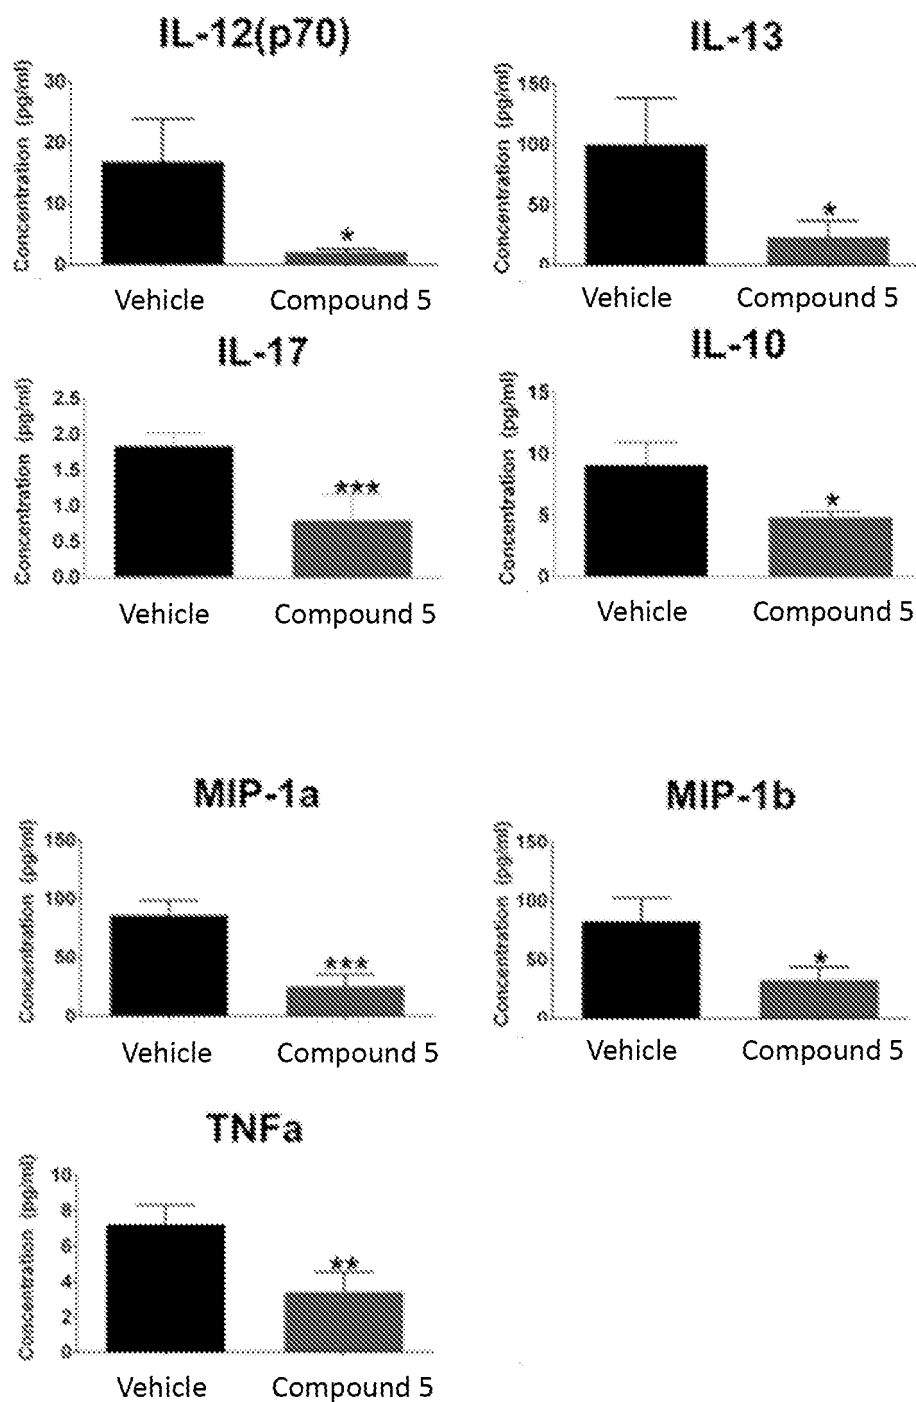 IL-12(p70)
Concentration (pg/ml)
30
20
10
0
*
Vehicle
Compound 5
IL-13
Concentration (pg/ml)
150
100
50
0
*
Vehicle
Compound 5
IL-17
Concentration (pg/ml)
2.5
2.0
1.5
1.0
0.5
0.0
***
Vehicle
Compound 5
IL-10
Concentration (pg/ml)
15
10
5
0
*
Vehicle
Compound 5
MIP-1a
Concentration (pg/ml)
150
100
50
0
***
Vehicle
Compound 5
MIP-1b
Concentration (pg/ml)
150
100
50
0
*
Vehicle
Compound 5
TNFa
Concentration (pg/ml)
10
8
6
4
2
0
**
Vehicle
Compound 5